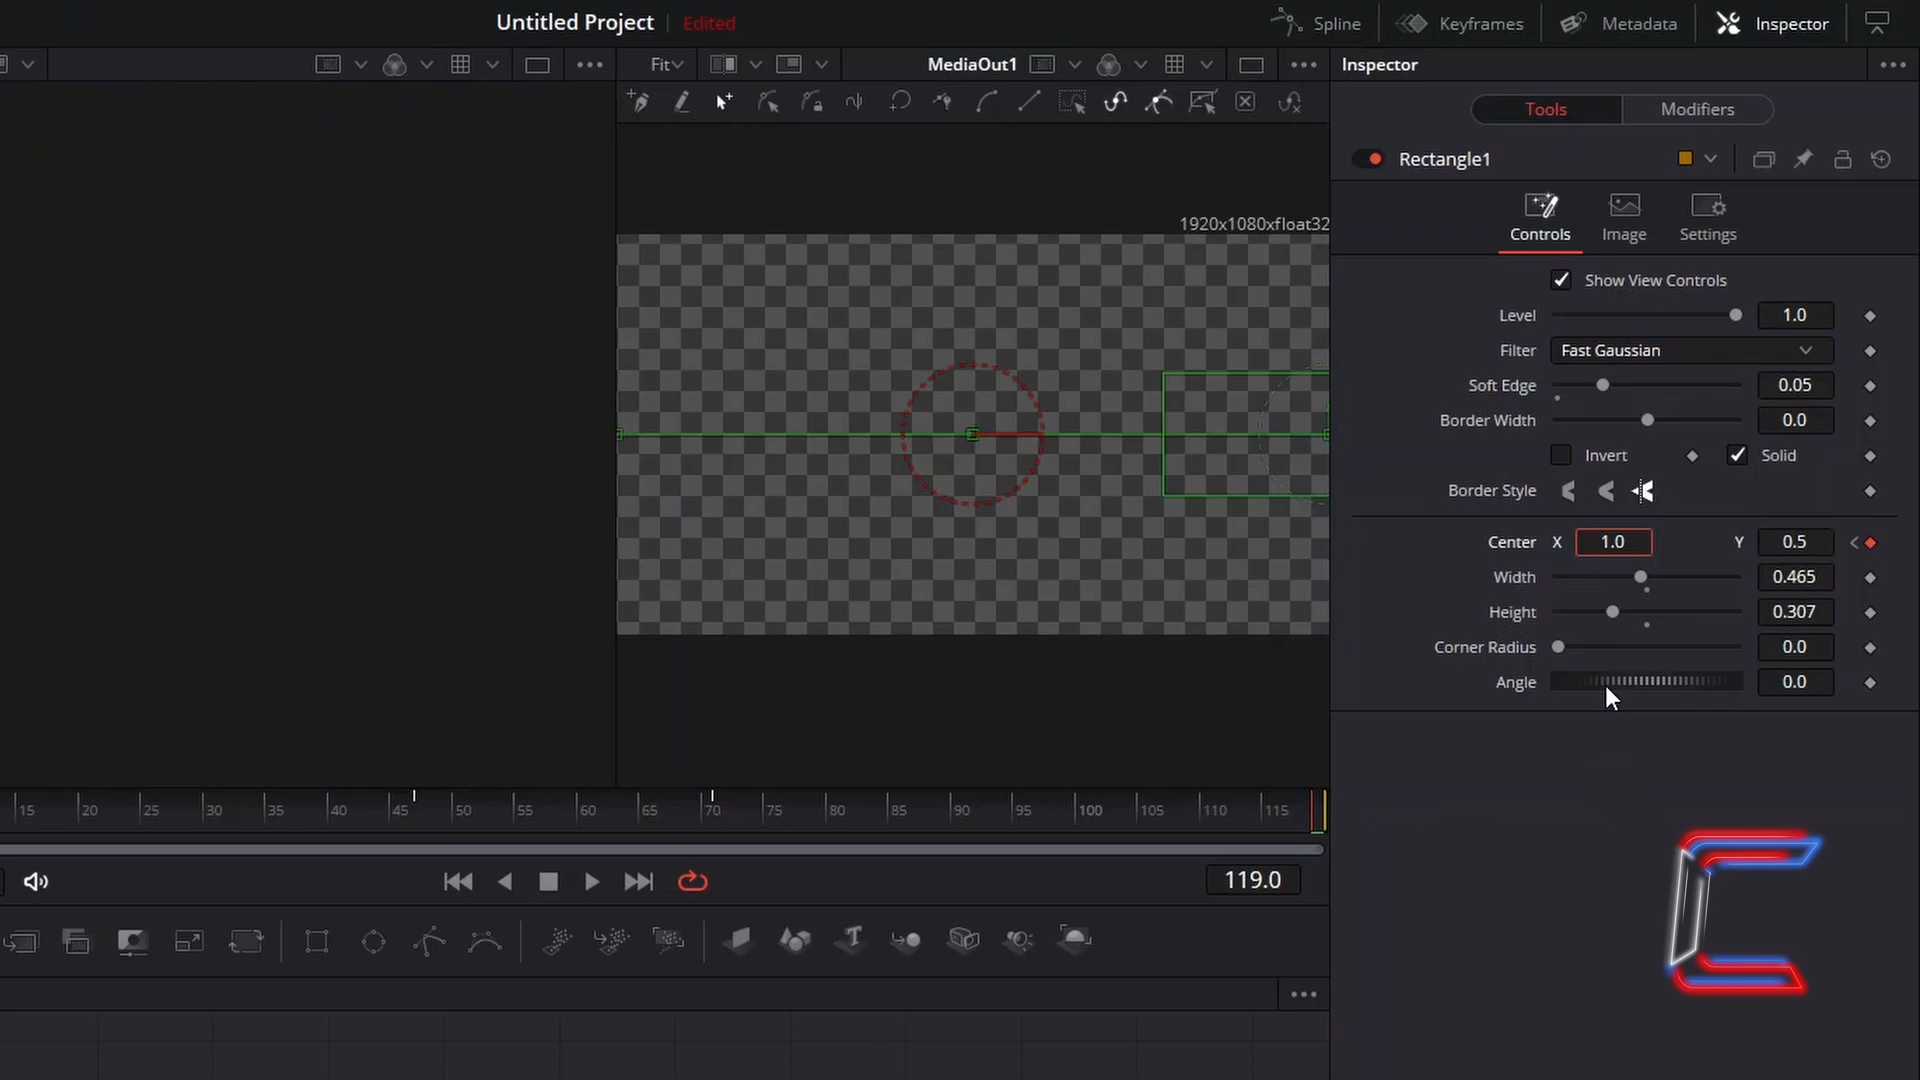 Untitled Project Edited Spline Keyframes Metadata Inspector
Fit MediaOut1 Inspector
Tools Modifiers
Rectangle1
1920x1080xfloat32
Controls Image Settings
Show View Controls
Level 1.0
Filter Fast Gaussian
Soft Edge 0.05
Border Width 0.0
Invert Solid
Border Style
Center X 1.0 Y 0.5
Width 0.465
Height 0.307
Corner Radius 0.0
Angle 0.0
15 20 25 30 35 40 45 50 55 60 65 70 75 80 85 90 95 100 105 110 115
119.0